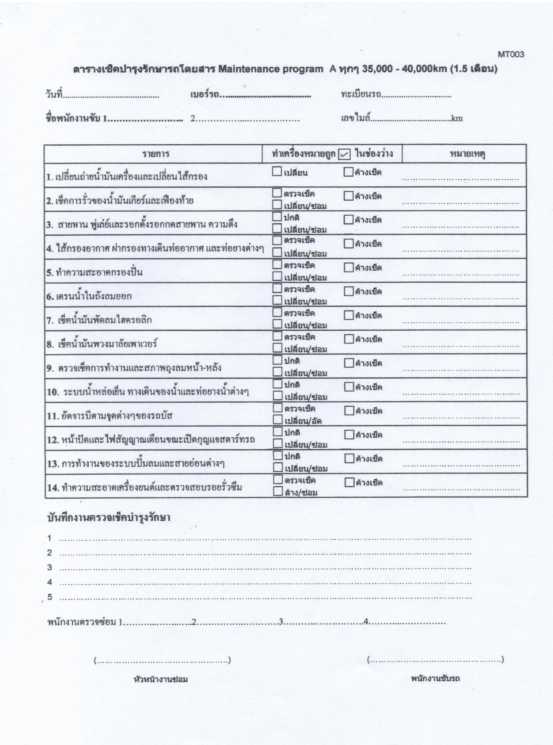 MT003
ตารางเช็คบำรุงรักษารถโดยสาร Maintenance program A ทุกๆ 35,000 - 40,000km (1.5 เดือน)
วันที่.................................... เบอร์รถ.................................... ทะเบียนรถ..........................
ชื่อพนักงานขับ 1............................ 2.................................... เลขไมล์..............................km
รายการ ทำเครื่องหมายถูก ☑ ในช่องว่าง หมายเหตุ
1. เปลี่ยนถ่ายน้ำมันเครื่องและเปลี่ยนไส้กรอง ☐ เปลี่ยน ☐ ค้างเช็ค
2. เช็คการรั่วของน้ำมันเกียร์และเฟืองท้าย ☐ ตรวจเช็ค ☐ ค้างเช็ค
☐ เปลี่ยน/ซ่อม
3. สายพาน พู่เล่ย์และรอกตั้งรอกกดสายพาน ความตึง ☐ ปกติ ☐ ค้างเช็ค
☐ เปลี่ยน/ซ่อม
4. ไส้กรองอากาศ ฝากรองทางเดินท่ออากาศ และท่อยางต่างๆ ☐ ตรวจเช็ค ☐ ค้างเช็ค
☐ เปลี่ยน/ซ่อม
5. ทำความสะอาดกรองปั่น ☐ ตรวจเช็ค ☐ ค้างเช็ค
☐ เปลี่ยน/ซ่อม
6. เดรนน้ำในถังลมออก ☐ ตรวจเช็ค ☐ ค้างเช็ค
☐ เปลี่ยน/ซ่อม
7. เช็คน้ำมันพัดลมไฮดรอลิก ☐ ตรวจเช็ค ☐ ค้างเช็ค
☐ เปลี่ยน/ซ่อม
8. เช็คน้ำมันพวงมาลัยเพาเวอร์ ☐ ตรวจเช็ค ☐ ค้างเช็ค
☐ เปลี่ยน/ซ่อม
9. ตรวจเช็คการทำงานและสภาพถุงลมหน้า-หลัง ☐ ปกติ ☐ ค้างเช็ค
☐ เปลี่ยน/ซ่อม
10. ระบบน้ำหล่อเย็น ทางเดินของน้ำและท่อยางน้ำต่างๆ ☐ ปกติ ☐ ค้างเช็ค
☐ เปลี่ยน/ซ่อม
11. อัดจารบีตามจุดต่างๆของรถบัส ☐ ตรวจเช็ค ☐ ค้างเช็ค
☐ เปลี่ยน/อัด
12. หน้าปัดและไฟสัญญาณเตือนขณะเปิดกุญแจสตาร์ทรถ ☐ ปกติ ☐ ค้างเช็ค
☐ เปลี่ยน/ซ่อม
13. การทำงานของระบบปั๊มลมและสายอ่อนต่างๆ ☐ ปกติ ☐ ค้างเช็ค
☐ เปลี่ยน/ซ่อม
14. ทำความสะอาดเครื่องยนต์และตรวจสอบรอยรั่วซึม ☐ ตรวจเช็ค ☐ ค้างเช็ค
☐ ล้าง/ซ่อม
บันทึกงานตรวจเช็คบำรุงรักษา
1 ....................................
2 ....................................
3 ....................................
4 ....................................
5 ....................................
พนักงานตรวจซ่อม 1....................2....................3....................4....................
(....................................) (....................................)
หัวหน้างานซ่อม พนักงานขับรถ